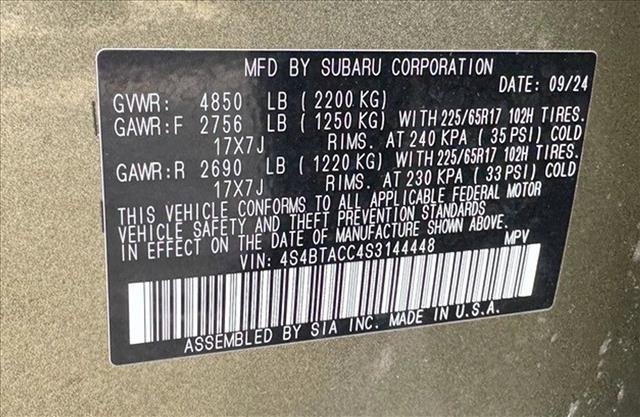 MFD BY SUBARU CORPORATION
DATE: 09/24
GVWR: 4850 LB (2200 KG)
GAWR:F 2756 LB (1250 KG) WITH 225/65R17 102H TIRES.
17X7J RIMS. AT 240 KPA (35 PSI) COLD
GAWR:R 2690 LB (1220 KG) WITH 225/65R17 102H TIRES.
17X7J RIMS. AT 230 KPA (33 PSI) COLD
THIS VEHICLE CONFORMS TO ALL APPLICABLE FEDERAL MOTOR
VEHICLE SAFETY AND THEFT PREVENTION STANDARDS
IN EFFECT ON THE DATE OF MANUFACTURE SHOWN ABOVE.
VIN: 4S4BTACC4S3144448 MPV
ASSEMBLED BY SIA INC. MADE IN U.S.A.